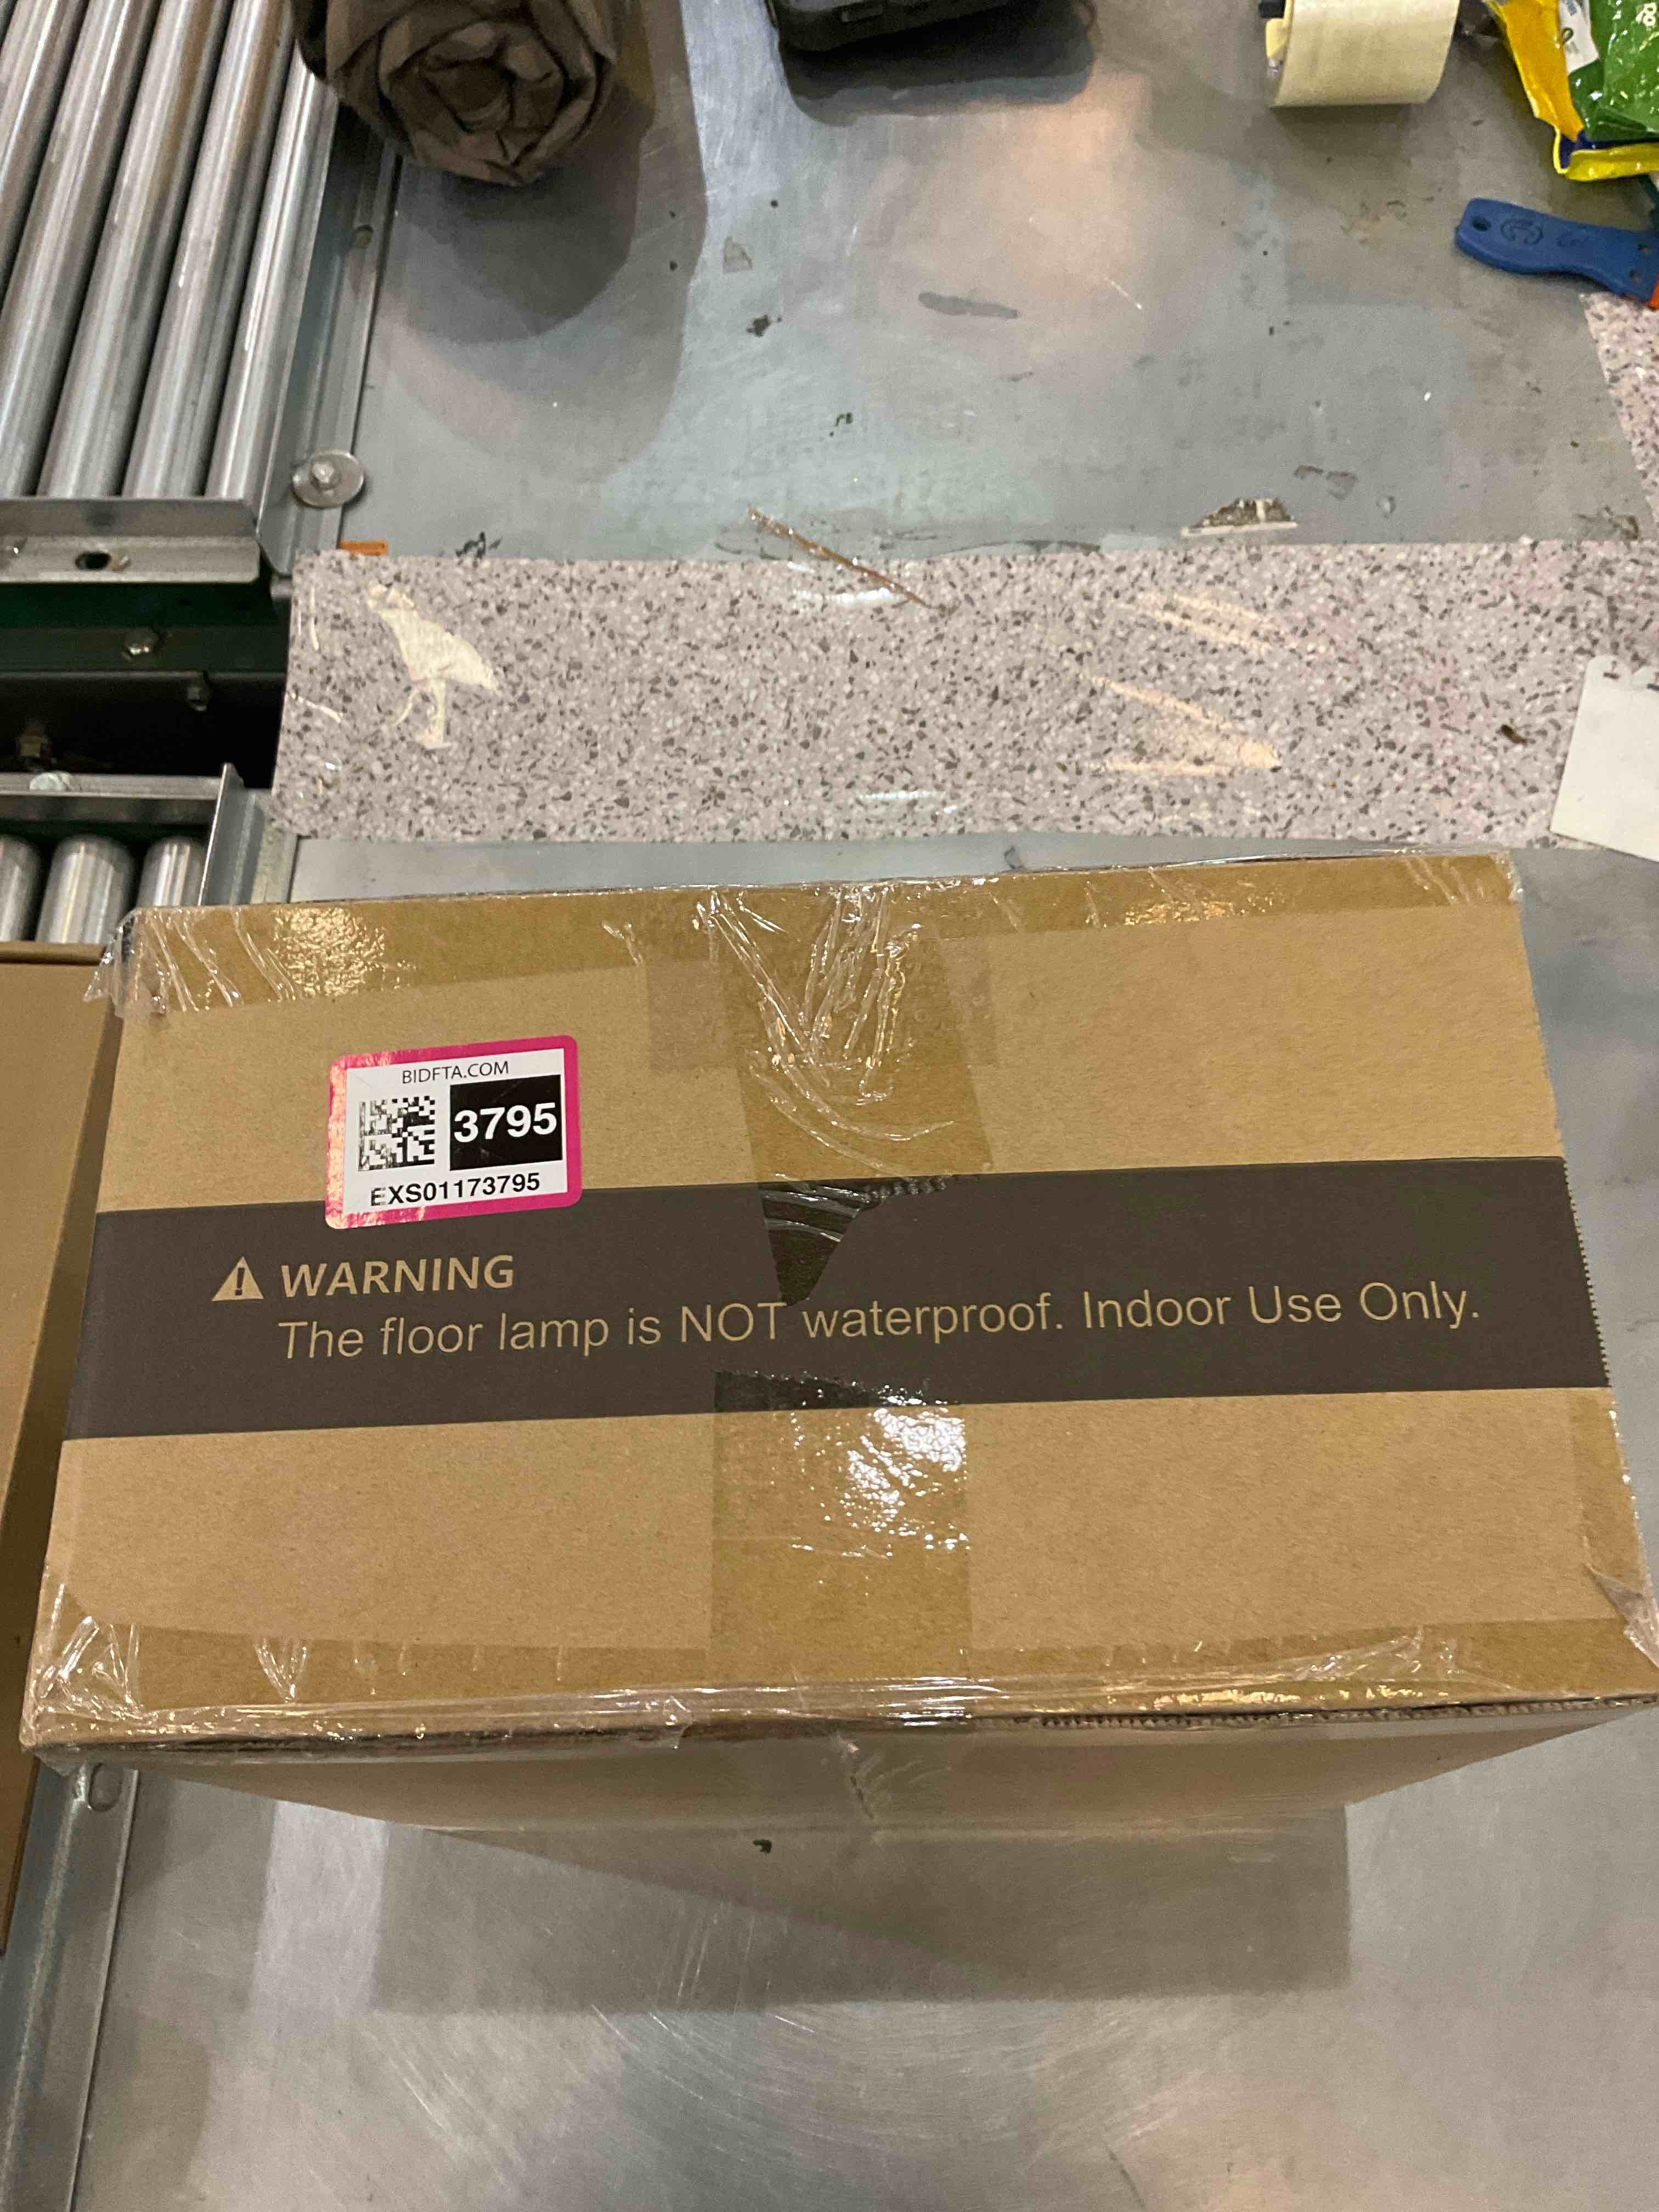 BIDFTA.COM
3795
EXS01173795
WARNING
The floor lamp is NOT waterproof. Indoor Use Only.